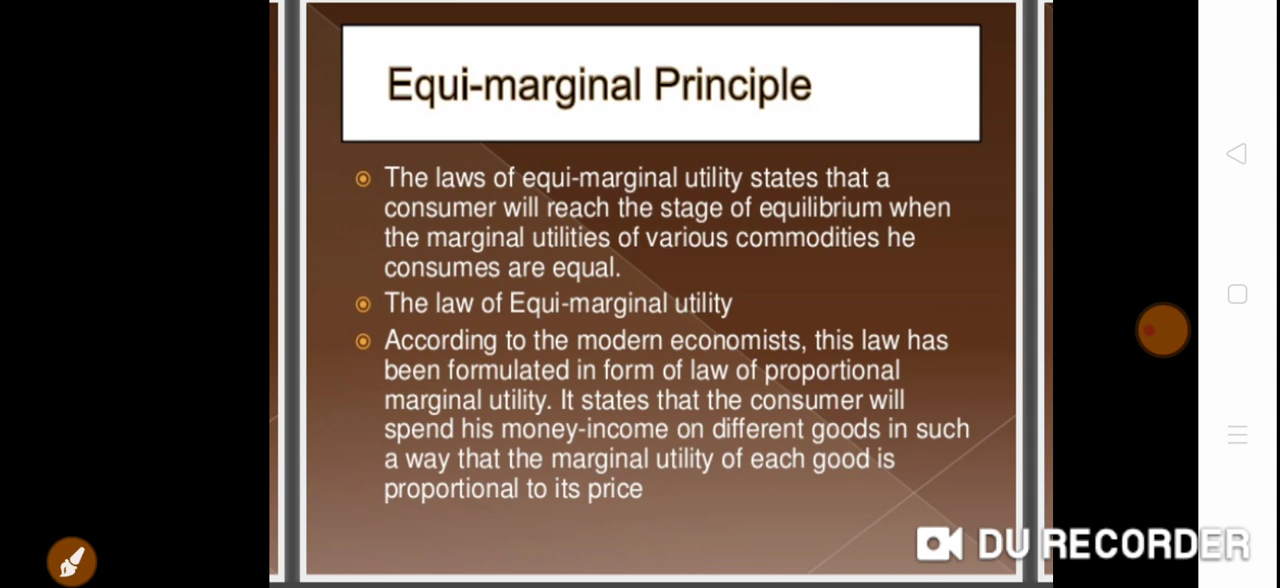 Equi-marginal Principle
The laws of equi-marginal utility states that a
consumer will reach the stage of equilibrium when
the marginal utilities of various commodities he
consumes are equal.
The law of Equi-marginal utility
According to the modern economists, this law has
been formulated in form of law of proportional
marginal utility. It states that the consumer will
spend his money-income on different goods in such
a way that the marginal utility of each good is
proportional to its price
DU RECORDER